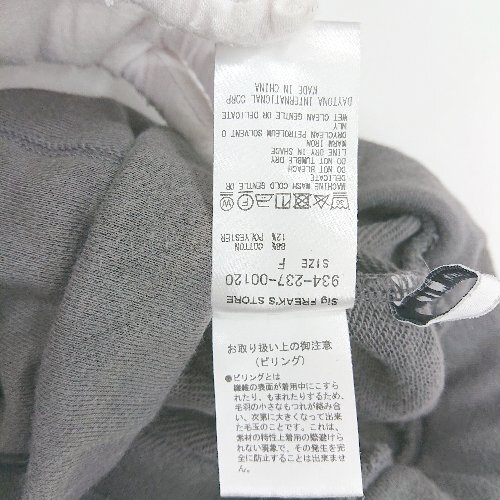 Sig FREAK'S STORE
934-237-00120
SIZE F
88% COTTON
12% POLYESTER
MACHINE WASH COLD GENTLE OR
DELICATE
DO NOT BLEACH
DO NOT TUMBLE DRY
LINE DRY IN SHADE
WARM IRON
DRYCLEAN PETROLEUM SOLVENT O
NLY
WET CLEAN GENTLE OR DELICATE
DAYTONA INTERNATIONAL CORP
MADE IN CHINA
お取り扱い上の御注意
(ピリング)
●ピリングとは
繊維の表面が着用中にこすら
れたり、もまれたりするため、
毛羽の小さなもつれが絡み合
い、次第に大きくなって出来
た毛玉のことです。これは、
素材の特性上着用の際避けら
れない現象で、その発生を完
全に防止することは出来ません。